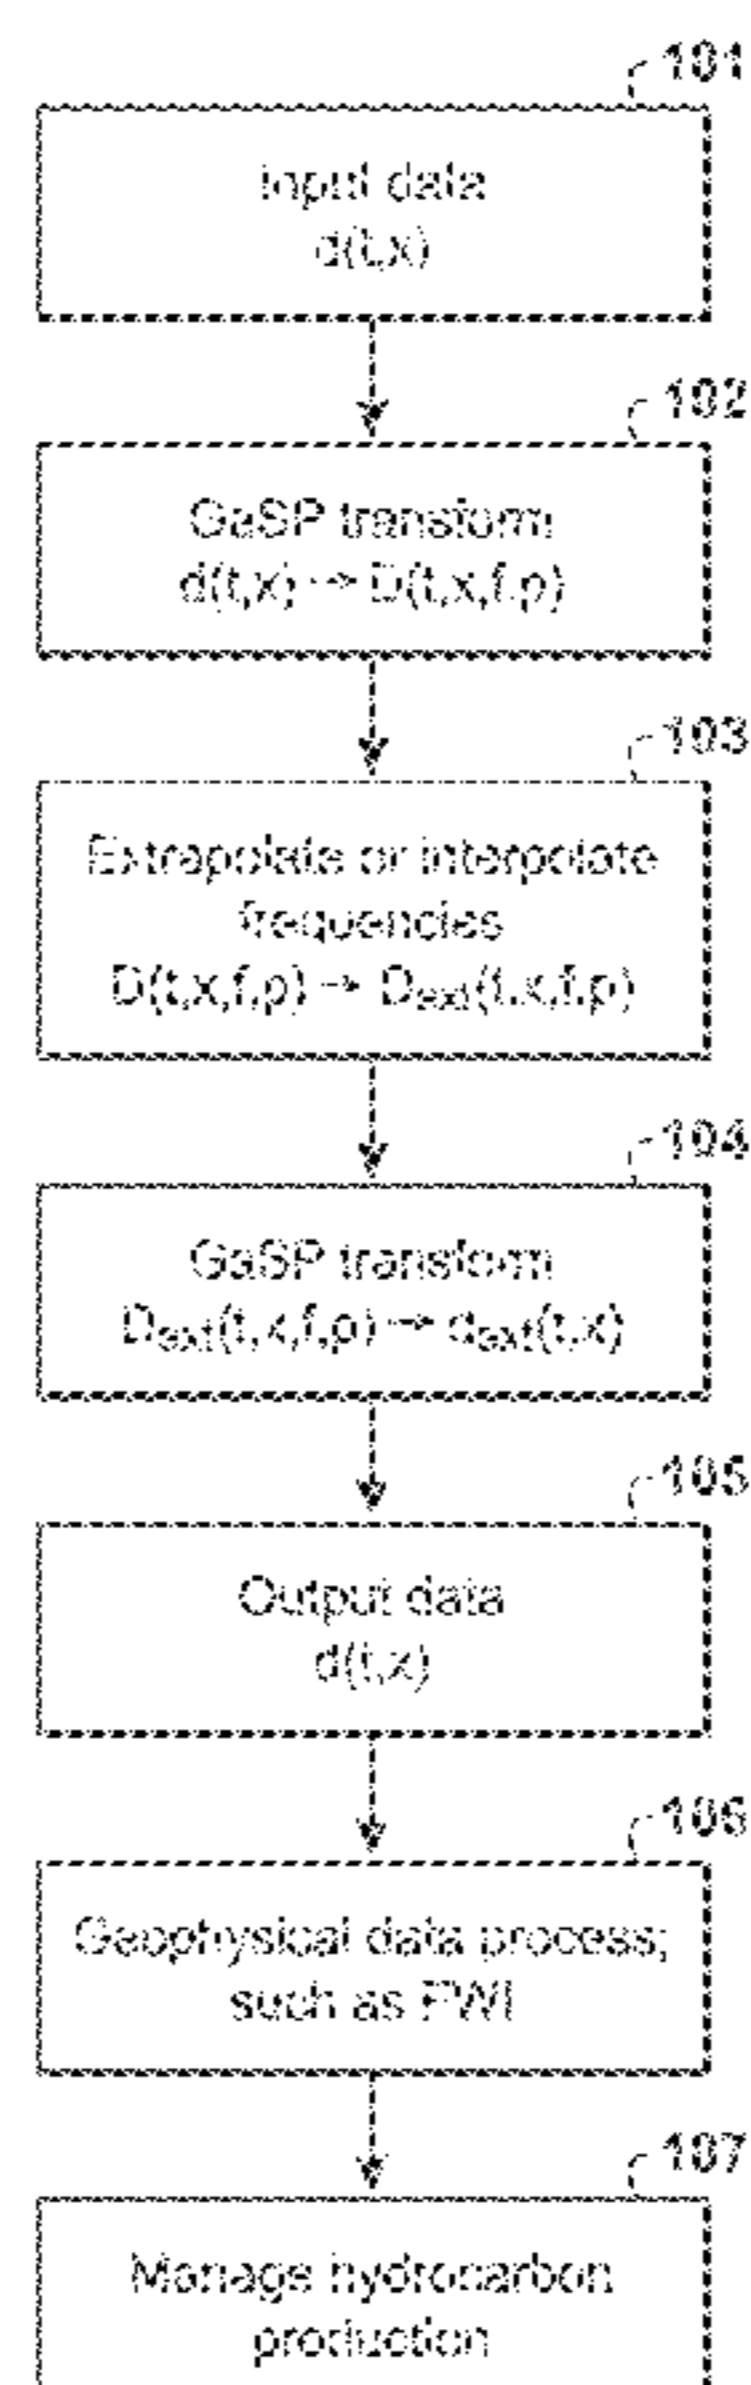 101
Input data
d(t,x)
102
GaSP transform
d(t,x) → D(t,x,f,p)
103
Extrapolate or interpolate
frequencies
D(t,x,f,p) → Dext(t,x,f,p)
104
GaSP transform
Dext(t,x,f,p) → dext(t,x)
105
Output data
d(t,x)
106
Geophysical data process;
such as FWI
107
Manage hydrocarbon
production